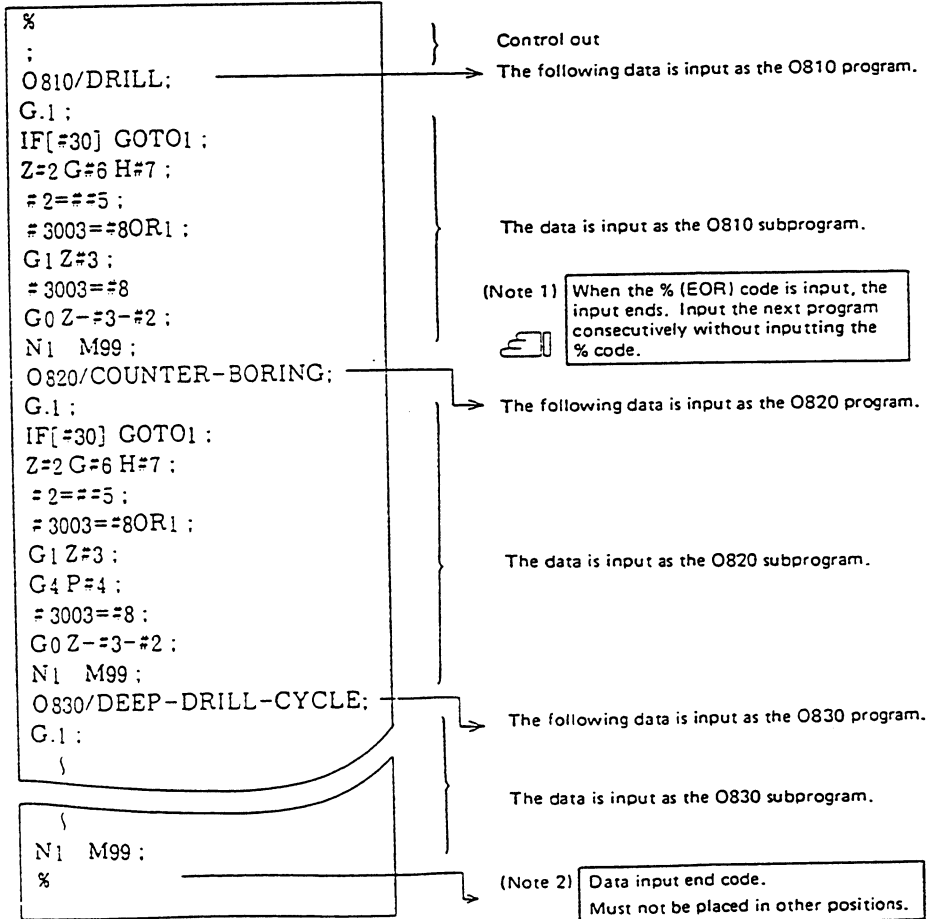 %
;
O810/DRILL;
G.1;
IF[#30] GOTO1;
Z#2 G#6 H#7;
#2=##5;
#3003=#8OR1;
G1 Z#3;
#3003=#8
G0 Z-#3-#2;
N1 M99;
O820/COUNTER-BORING;
G.1;
IF[#30] GOTO1;
Z#2 G#6 H#7;
#2=##5;
#3003=#8OR1;
G1 Z#3;
G4 P#4;
#3003=#8;
G0 Z-#3-#2;
N1 M99;
O830/DEEP-DRILL-CYCLE;
G.1;
N1 M99;
%
Control out
The following data is input as the O810 program.
The data is input as the O810 subprogram.
(Note 1) When the % (EOR) code is input, the
input ends. Input the next program
consecutively without inputting the
% code.
The following data is input as the O820 program.
The data is input as the O820 subprogram.
The following data is input as the O830 program.
The data is input as the O830 subprogram.
(Note 2) Data input end code.
Must not be placed in other positions.